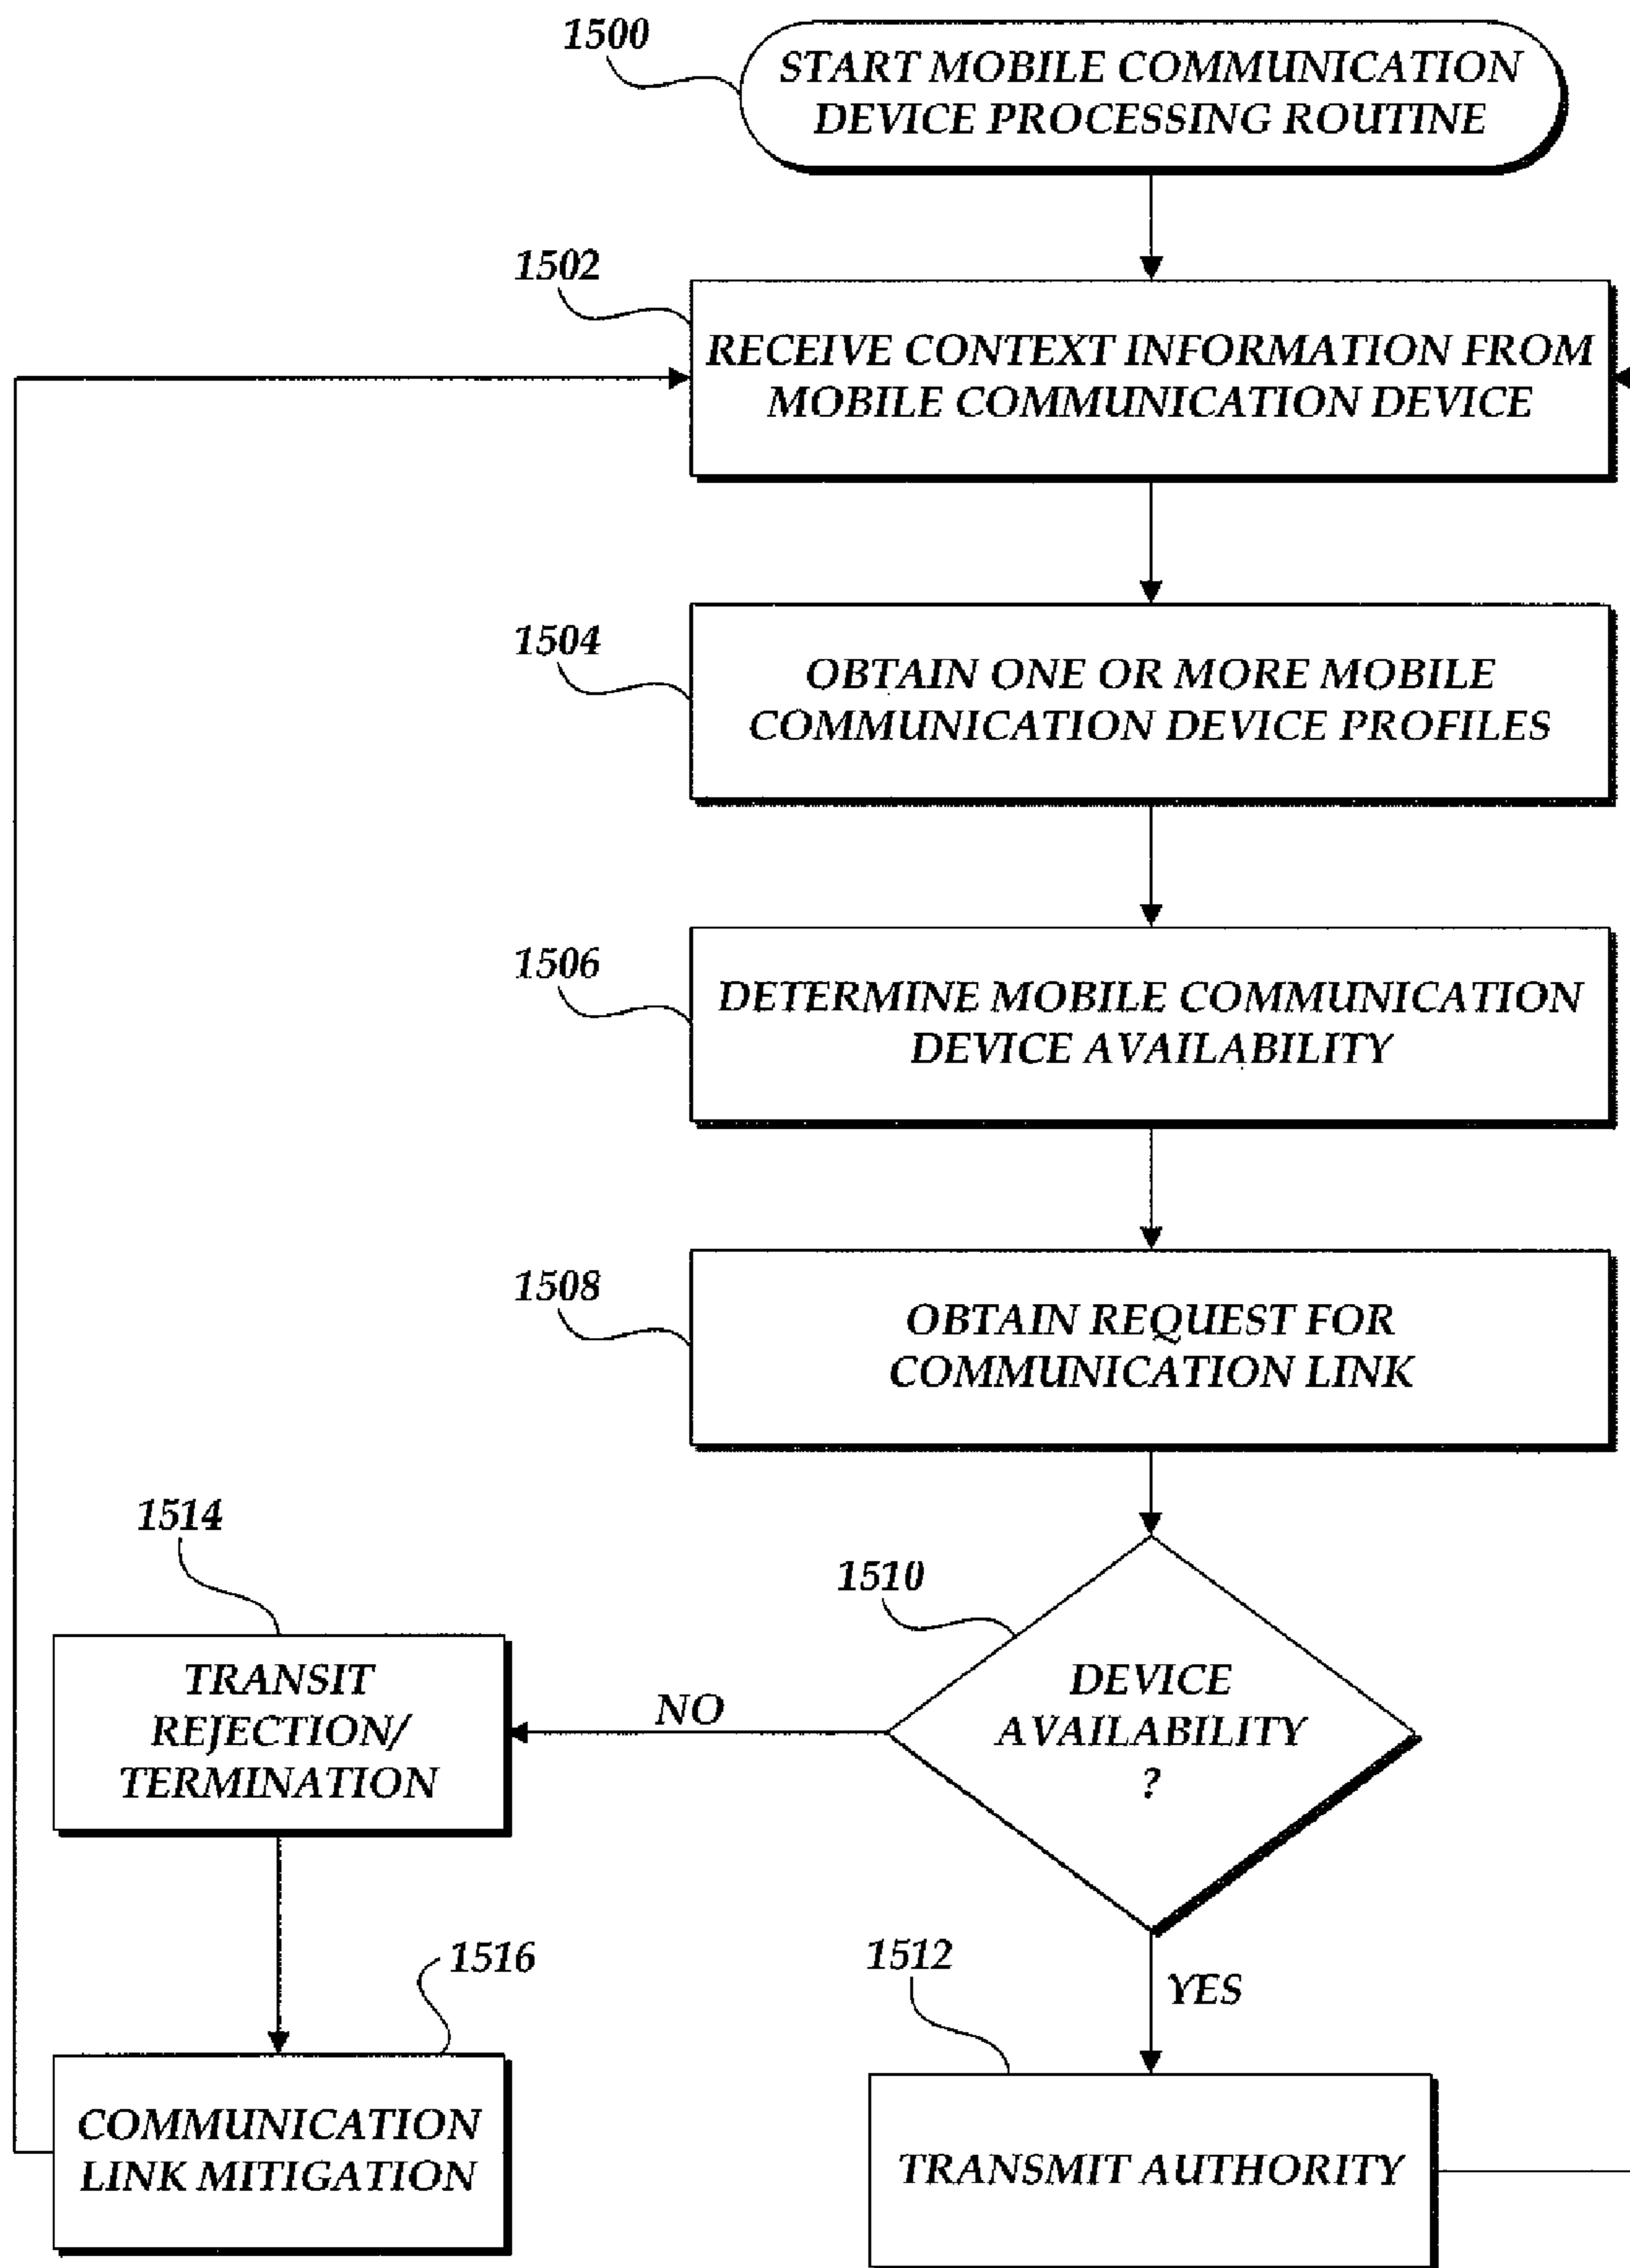 1500
START MOBILE COMMUNICATION
DEVICE PROCESSING ROUTINE
1502
RECEIVE CONTEXT INFORMATION FROM
MOBILE COMMUNICATION DEVICE
1504
OBTAIN ONE OR MORE MOBILE
COMMUNICATION DEVICE PROFILES
1506
DETERMINE MOBILE COMMUNICATION
DEVICE AVAILABILITY
1508
OBTAIN REQUEST FOR
COMMUNICATION LINK
1510
DEVICE
AVAILABILITY
?
NO
1514
TRANSIT
REJECTION/
TERMINATION
1516
COMMUNICATION
LINK MITIGATION
YES
1512
TRANSMIT AUTHORITY